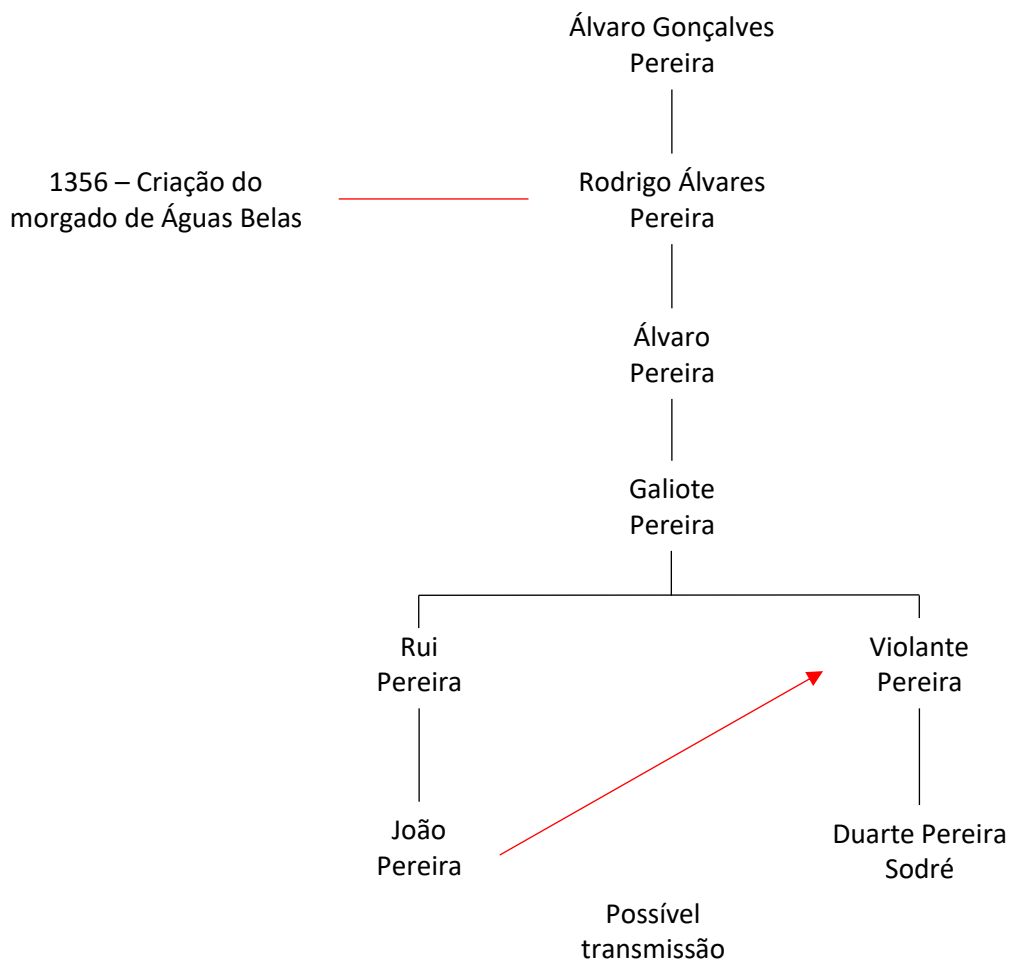 Álvaro Gonçalves
Pereira
1356 – Criação do
morgado de Águas Belas
Rodrigo Álvares
Pereira
Álvaro
Pereira
Galiote
Pereira
Rui
Pereira
Violante
Pereira
João
Pereira
Duarte Pereira
Sodré
Possível
transmissão